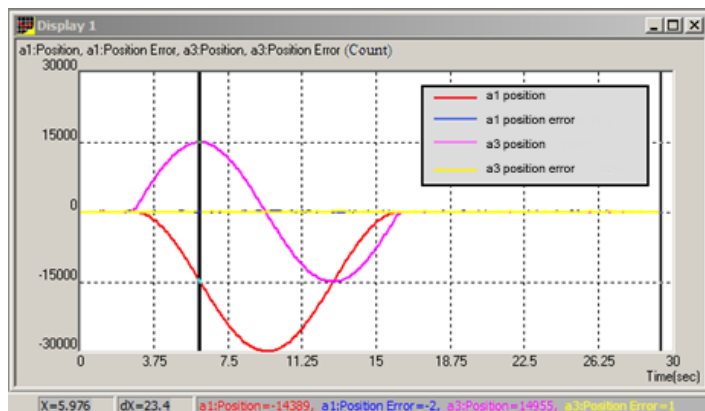 Display 1
a1:Position, a1:Position Error, a3:Position, a3:Position Error (Count)
30000
15000
0
-15000
-30000
a1 position
a1 position error
a3 position
a3 position error
0 3.75 7.5 11.25 15 18.75 22.5 26.25 30
Time(sec)
X=5.976 dX=23.4 a1:Position=-14389, a1:Position Error=-2, a3:Position=14955, a3:Position Error=1